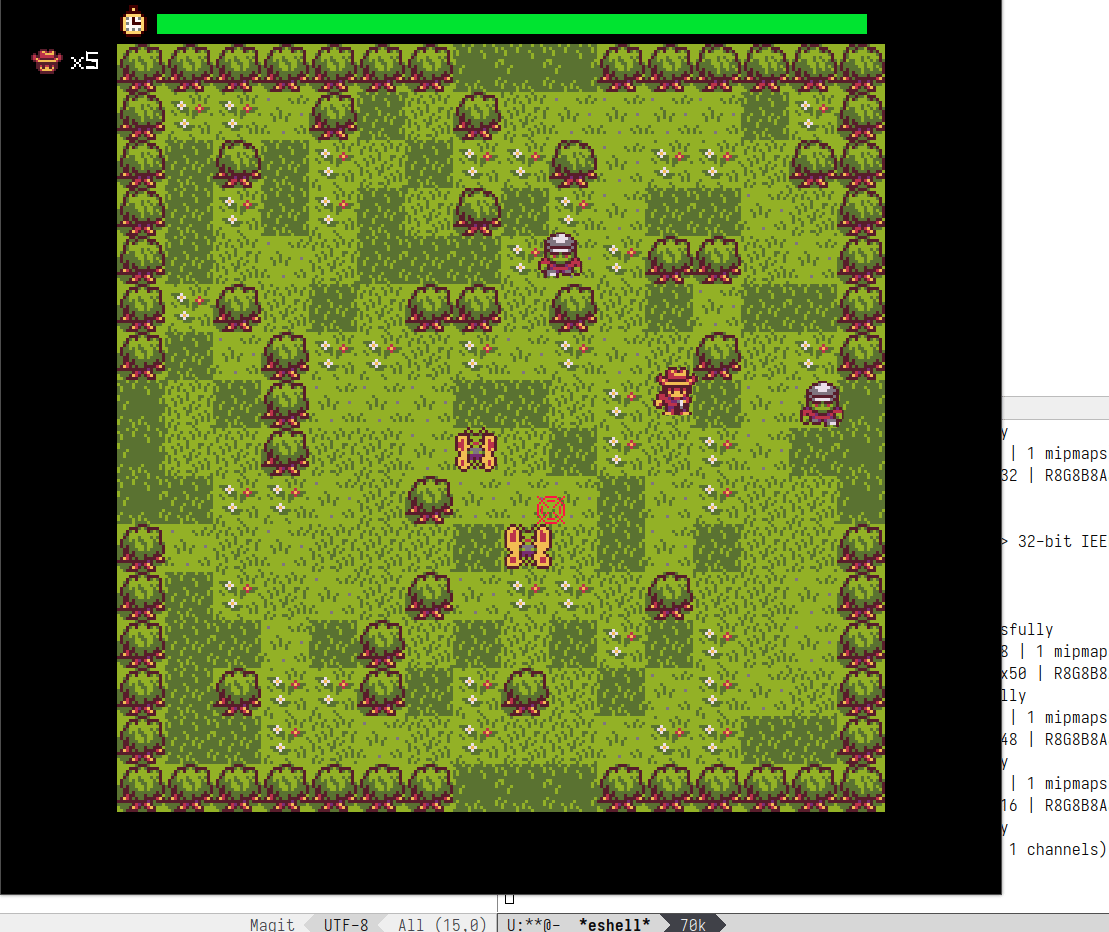 x5
y
| 1 mipmaps
32 | R8G8B8A
> 32-bit IEE
sfully
8 | 1 mipmap
x50 | R8G8B8
lly
| 1 mipmaps
48 | R8G8B8A
y
| 1 mipmaps
16 | R8G8B8A
y
1 channels)
Magit UTF-8 All (15,0) U:**@- *eshell* 70k